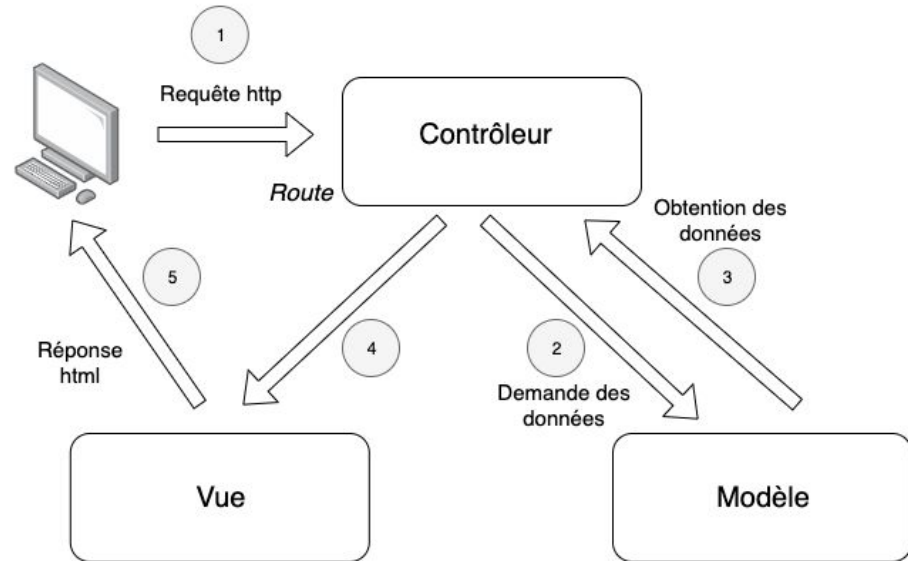 1
Requête http
Contrôleur
Route
Obtention des
données
3
5
4
2
Réponse
html
Demande des
données
Vue
Modèle